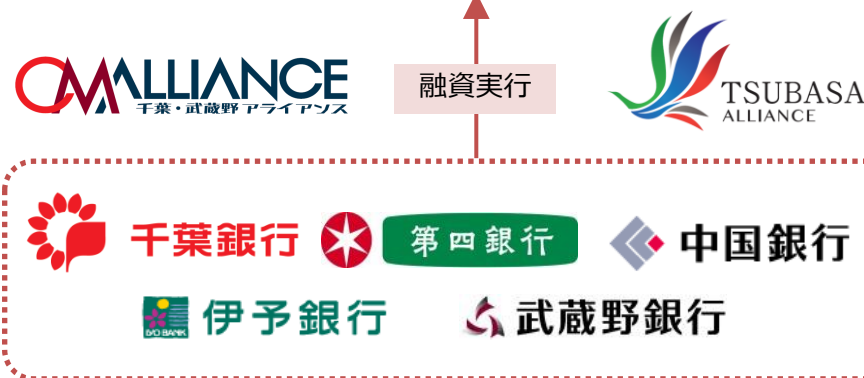 CMALLIANCE
千葉・武蔵野アライアンス
融資実行
TSUBASA
ALLIANCE
千葉銀行
第四銀行
中国銀行
IYO BANK
伊予銀行
武蔵野銀行